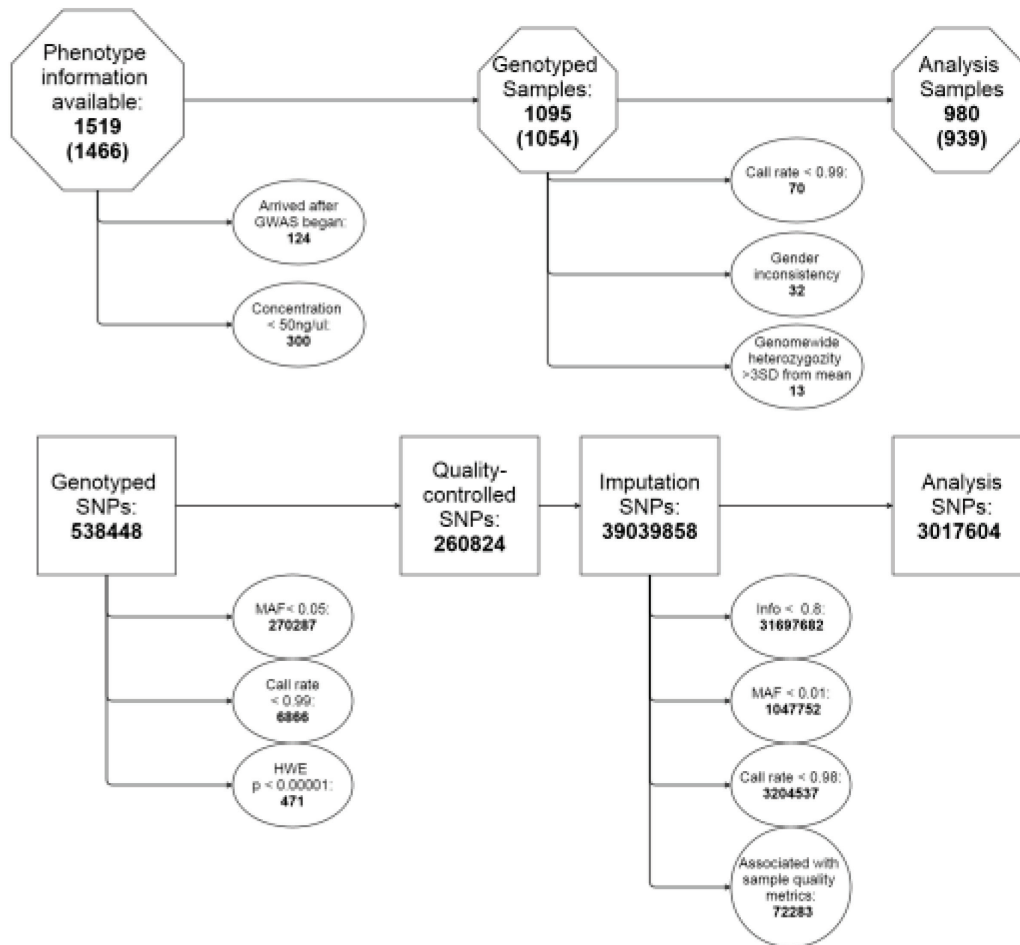 Phenotype
information
available:
1519
(1466)
Genotyped
Samples:
1095
(1054)
Analysis
Samples
980
(939)
Arrived after
GWAS began:
124
Concentration
< 50ng/ul:
300
Call rate < 0.99:
70
Gender
inconsistency
32
Genomewide
heterozygozity
>3SD from mean
13
Genotyped
SNPs:
538448
Quality-
controlled
SNPs:
260824
Imputation
SNPs:
39039858
Analysis
SNPs:
3017604
MAF< 0.05:
270287
Call rate
< 0.99:
6866
HWE
p < 0.00001:
471
Info < 0.8:
31697682
MAF < 0.01:
1047752
Call rate < 0.98:
3204537
Associated with
sample quality
metrics:
72283